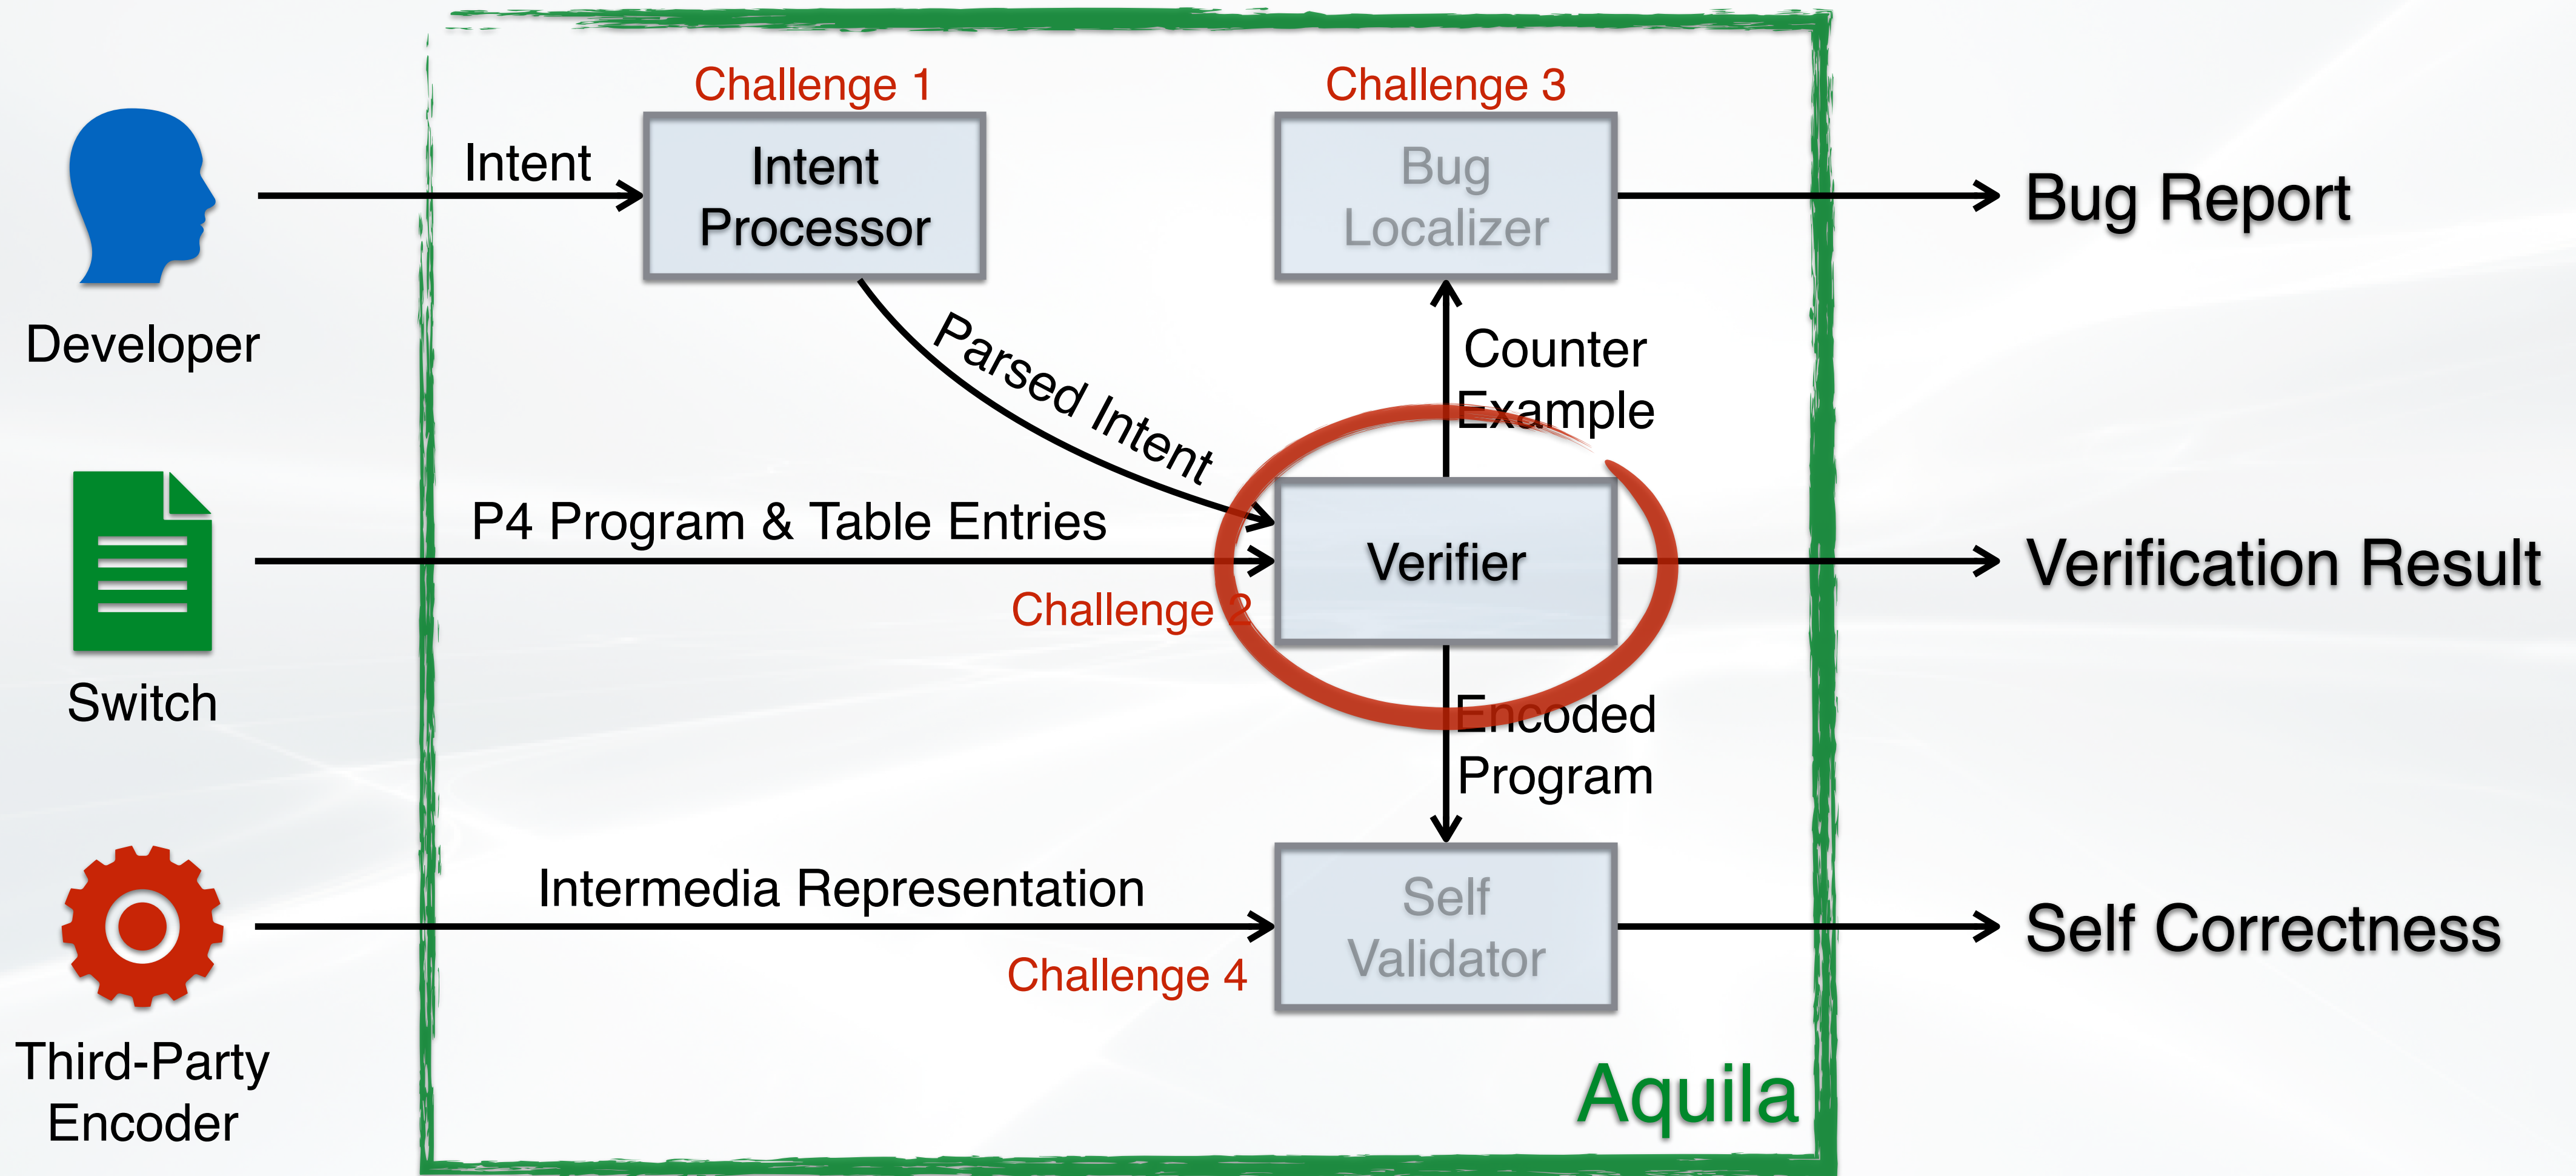 Challenge 1
Challenge 3
Intent
Intent
Processor
Bug
Localizer
Bug Report
Developer
Parsed Intent
Counter
Example
P4 Program & Table Entries
Challenge 2
Verifier
Verification Result
Switch
Encoded
Program
Intermedia Representation
Challenge 4
Self
Validator
Self Correctness
Third-Party
Encoder
Aquila